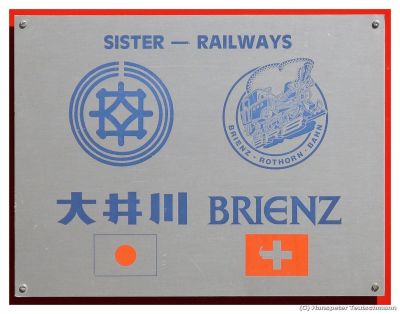 SISTER — RAILWAYS
BRIENZ - ROTHORN - BAHN
大井川 BRIENZ
(C) Hanspeter Teutschmann